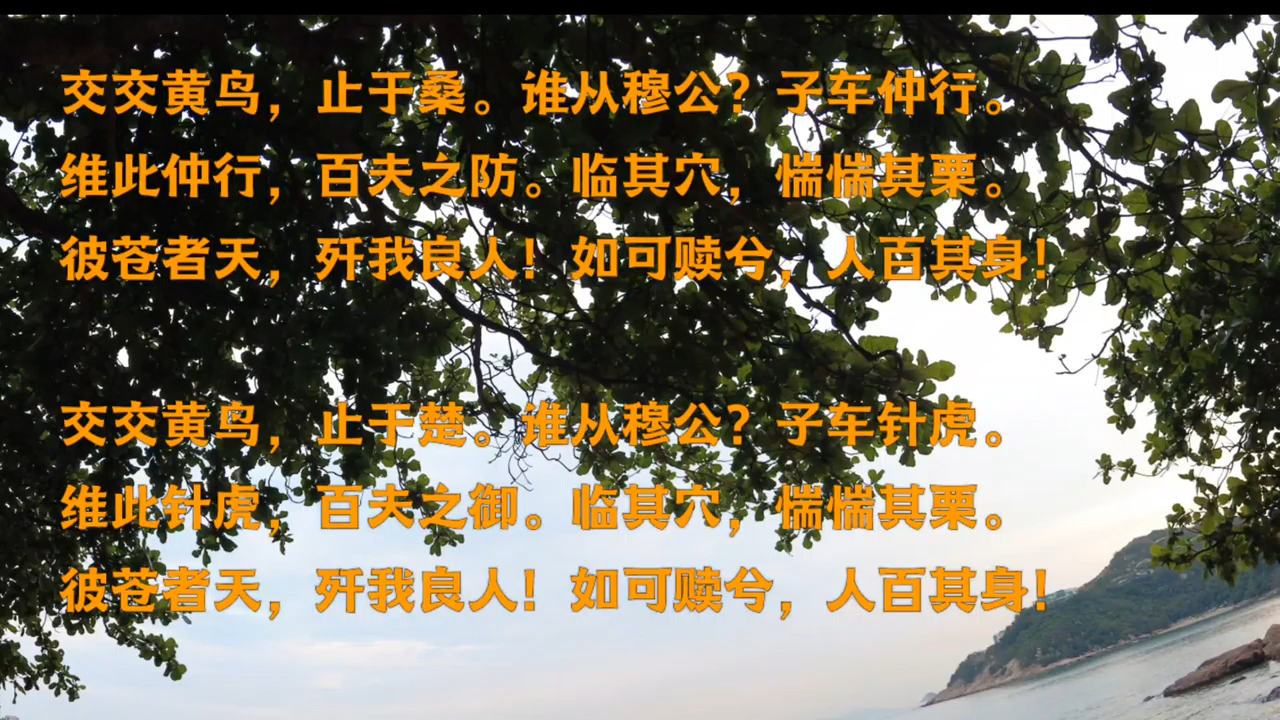 交交黄鸟，止于桑。谁从穆公？子车仲行。
维此仲行，百夫之防。临其穴，惴惴其栗。
彼苍者天，歼我良人！如可赎兮，人百其身！
交交黄鸟，止于楚。谁从穆公？子车针虎。
维此针虎，百夫之御。临其穴，惴惴其栗。
彼苍者天，歼我良人！如可赎兮，人百其身！